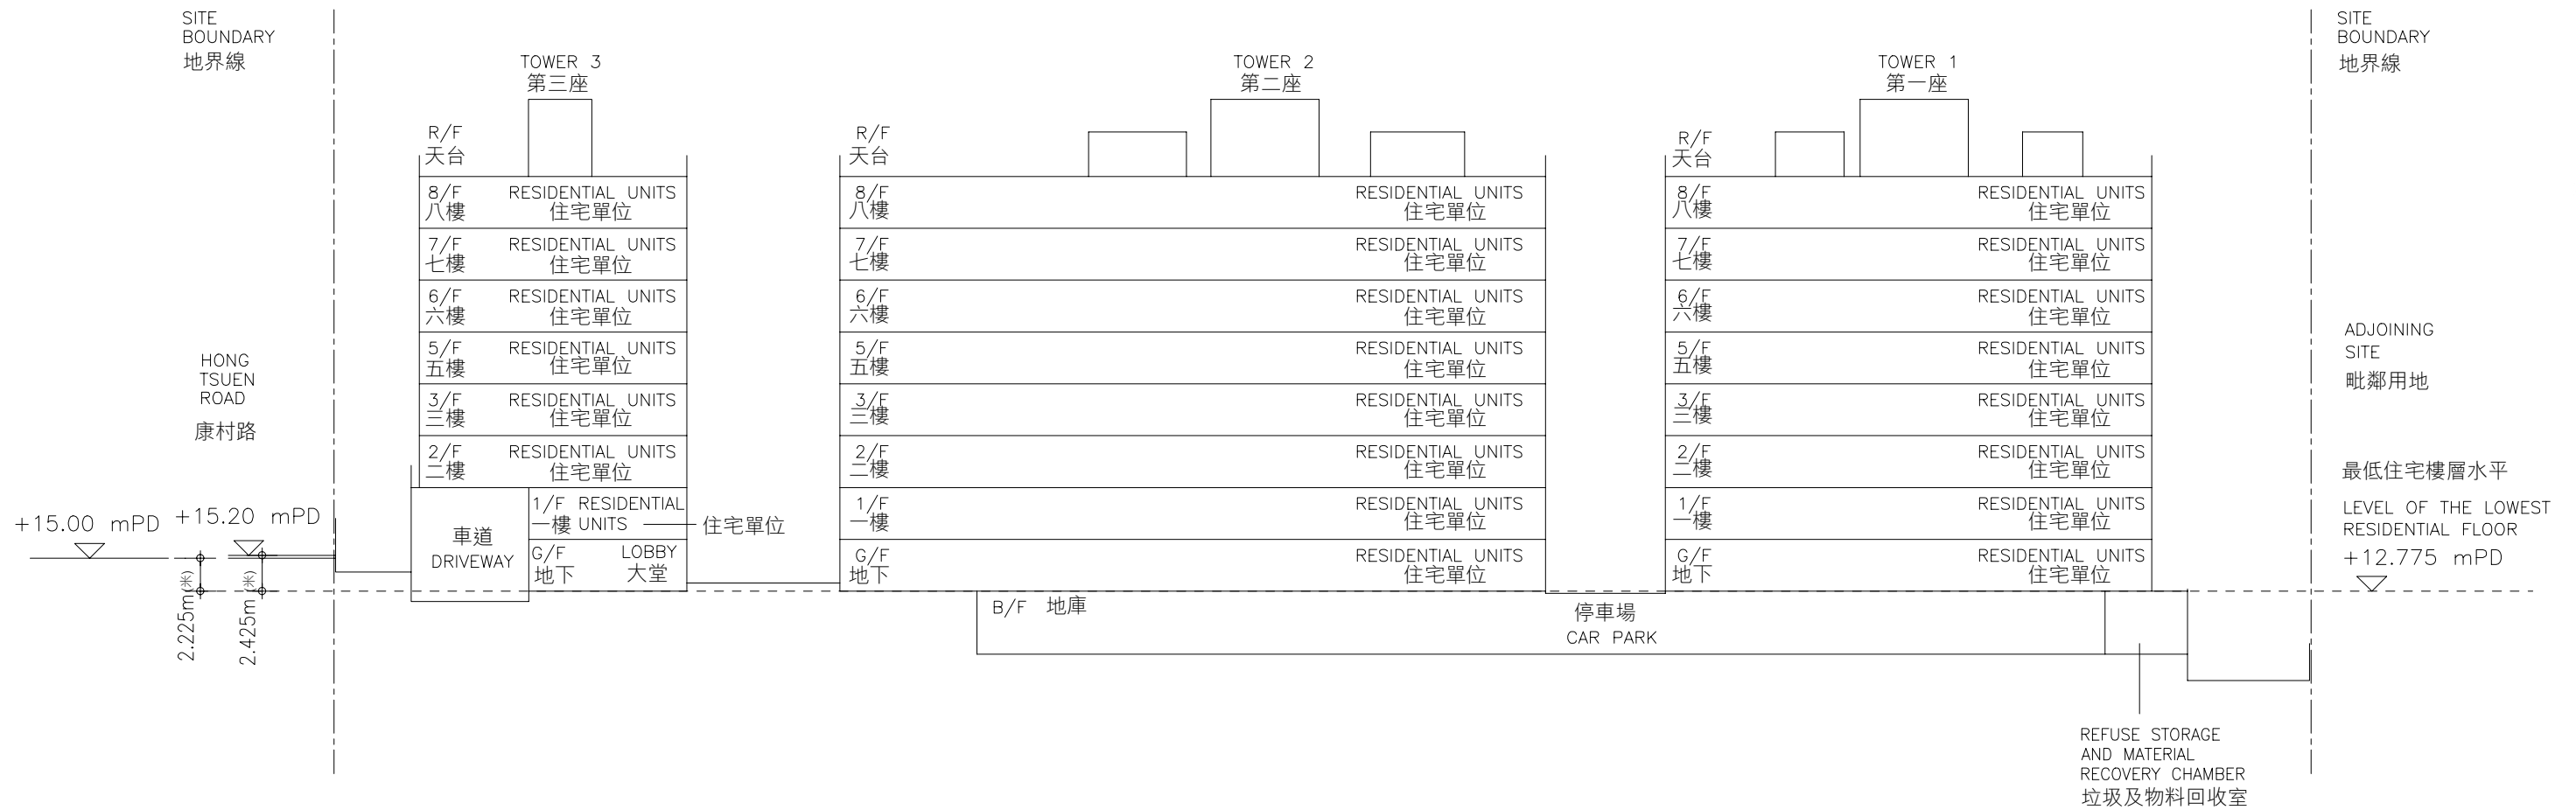 SITE
BOUNDARY
地界線
SITE
BOUNDARY
地界線
TOWER 3
第三座
R/F
天台
8/F RESIDENTIAL UNITS
八樓 住宅單位
7/F RESIDENTIAL UNITS
七樓 住宅單位
6/F RESIDENTIAL UNITS
六樓 住宅單位
5/F RESIDENTIAL UNITS
五樓 住宅單位
3/F RESIDENTIAL UNITS
三樓 住宅單位
2/F RESIDENTIAL UNITS
二樓 住宅單位
1/F RESIDENTIAL
一樓 UNITS 住宅單位
車道
DRIVEWAY
G/F LOBBY
地下 大堂
TOWER 2
第二座
R/F
天台
8/F RESIDENTIAL UNITS
八樓 住宅單位
7/F RESIDENTIAL UNITS
七樓 住宅單位
6/F RESIDENTIAL UNITS
六樓 住宅單位
5/F RESIDENTIAL UNITS
五樓 住宅單位
3/F RESIDENTIAL UNITS
三樓 住宅單位
2/F RESIDENTIAL UNITS
二樓 住宅單位
1/F RESIDENTIAL UNITS
一樓 住宅單位
G/F RESIDENTIAL UNITS
地下 住宅單位
TOWER 1
第一座
R/F
天台
8/F RESIDENTIAL UNITS
八樓 住宅單位
7/F RESIDENTIAL UNITS
七樓 住宅單位
6/F RESIDENTIAL UNITS
六樓 住宅單位
5/F RESIDENTIAL UNITS
五樓 住宅單位
3/F RESIDENTIAL UNITS
三樓 住宅單位
2/F RESIDENTIAL UNITS
二樓 住宅單位
1/F RESIDENTIAL UNITS
一樓 住宅單位
G/F RESIDENTIAL UNITS
地下 住宅單位
HONG
TSUEN
ROAD
康村路
+15.00 mPD
+15.20 mPD
2.225m(米)
2.425m(米)
B/F 地庫
停車場
CAR PARK
ADJOINING
SITE
毗鄰用地
最低住宅樓層水平
LEVEL OF THE LOWEST
RESIDENTIAL FLOOR
+12.775 mPD
REFUSE STORAGE
AND MATERIAL
RECOVERY CHAMBER
垃圾及物料回收室